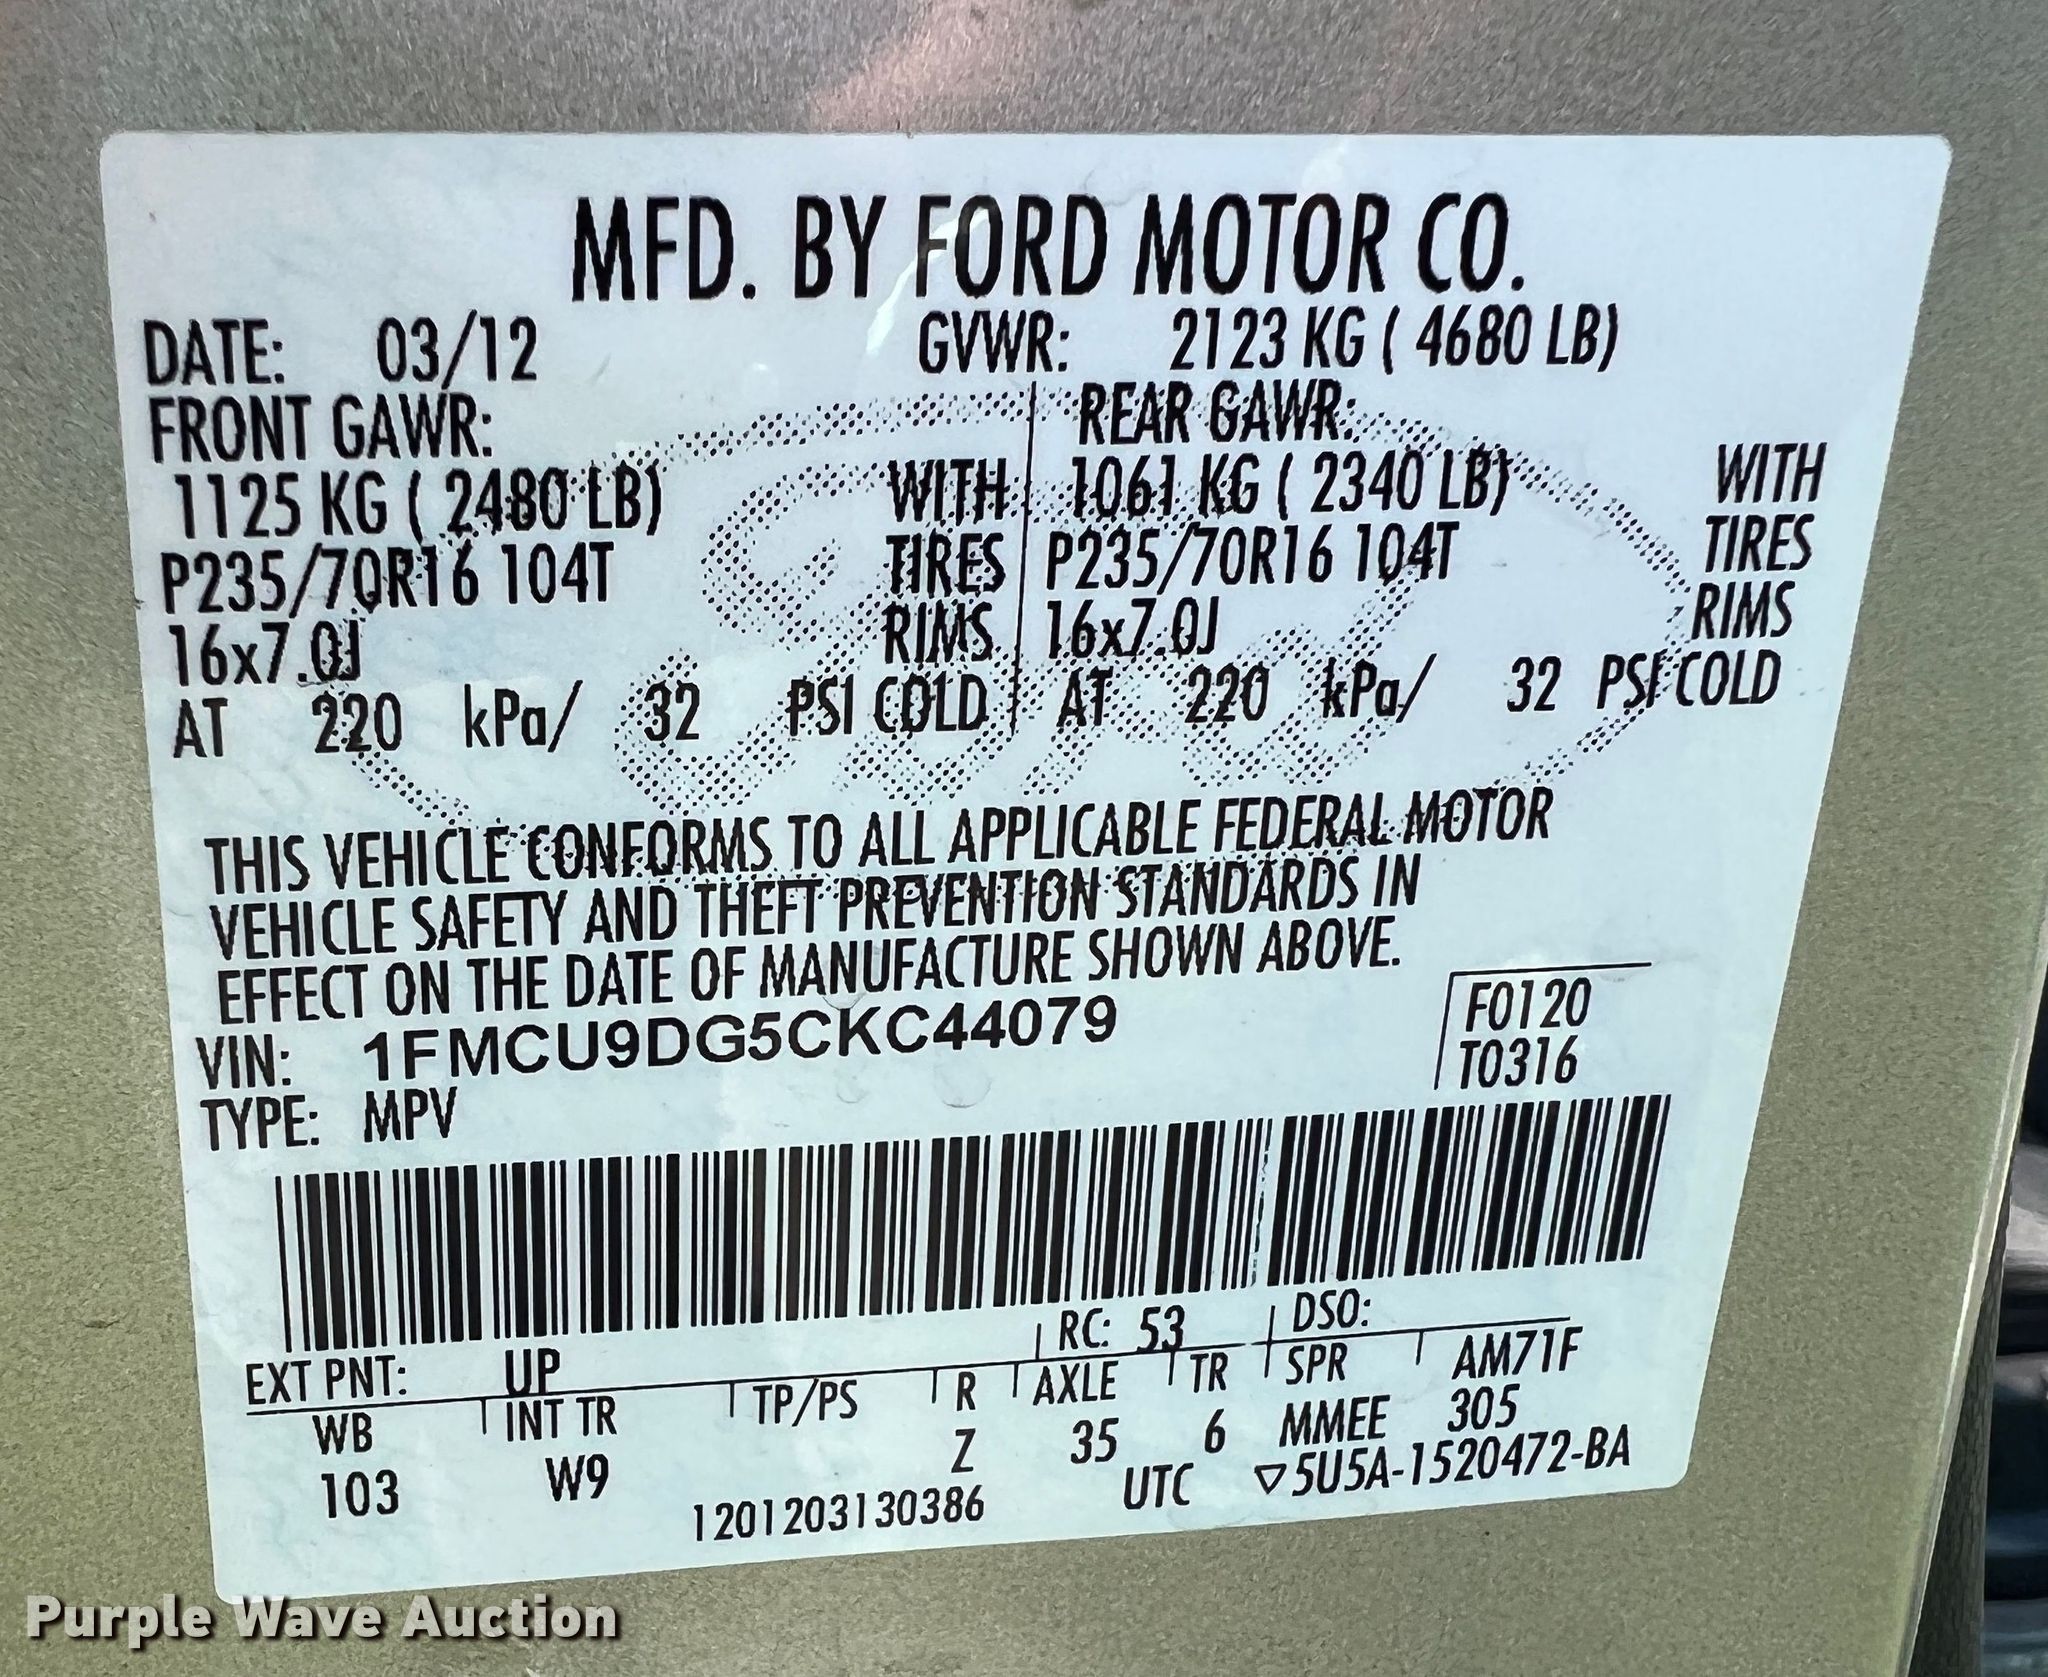 MFD. BY FORD MOTOR CO.
DATE: 03/12 GVWR: 2123 KG ( 4680 LB)
FRONT GAWR: REAR GAWR:
1125 KG ( 2480 LB) WITH 1061 KG ( 2340 LB) WITH
P235/70R16 104T TIRES P235/70R16 104T TIRES
16x7.0J RIMS 16x7.0J RIMS
AT 220 kPa/ 32 PSI COLD AT 220 kPa/ 32 PSI COLD
THIS VEHICLE CONFORMS TO ALL APPLICABLE FEDERAL MOTOR
VEHICLE SAFETY AND THEFT PREVENTION STANDARDS IN
EFFECT ON THE DATE OF MANUFACTURE SHOWN ABOVE.
VIN: 1FMCU9DG5CKC44079 F0120
TYPE: MPV T0316
RC: 53 DSO:
EXT PNT: UP
WB INT TR TP/PS R AXLE TR SPR AM71F
103 W9 Z 35 6 MMEE 305
1201203130386 UTC ▽5U5A-1520472-BA
Purple Wave Auction